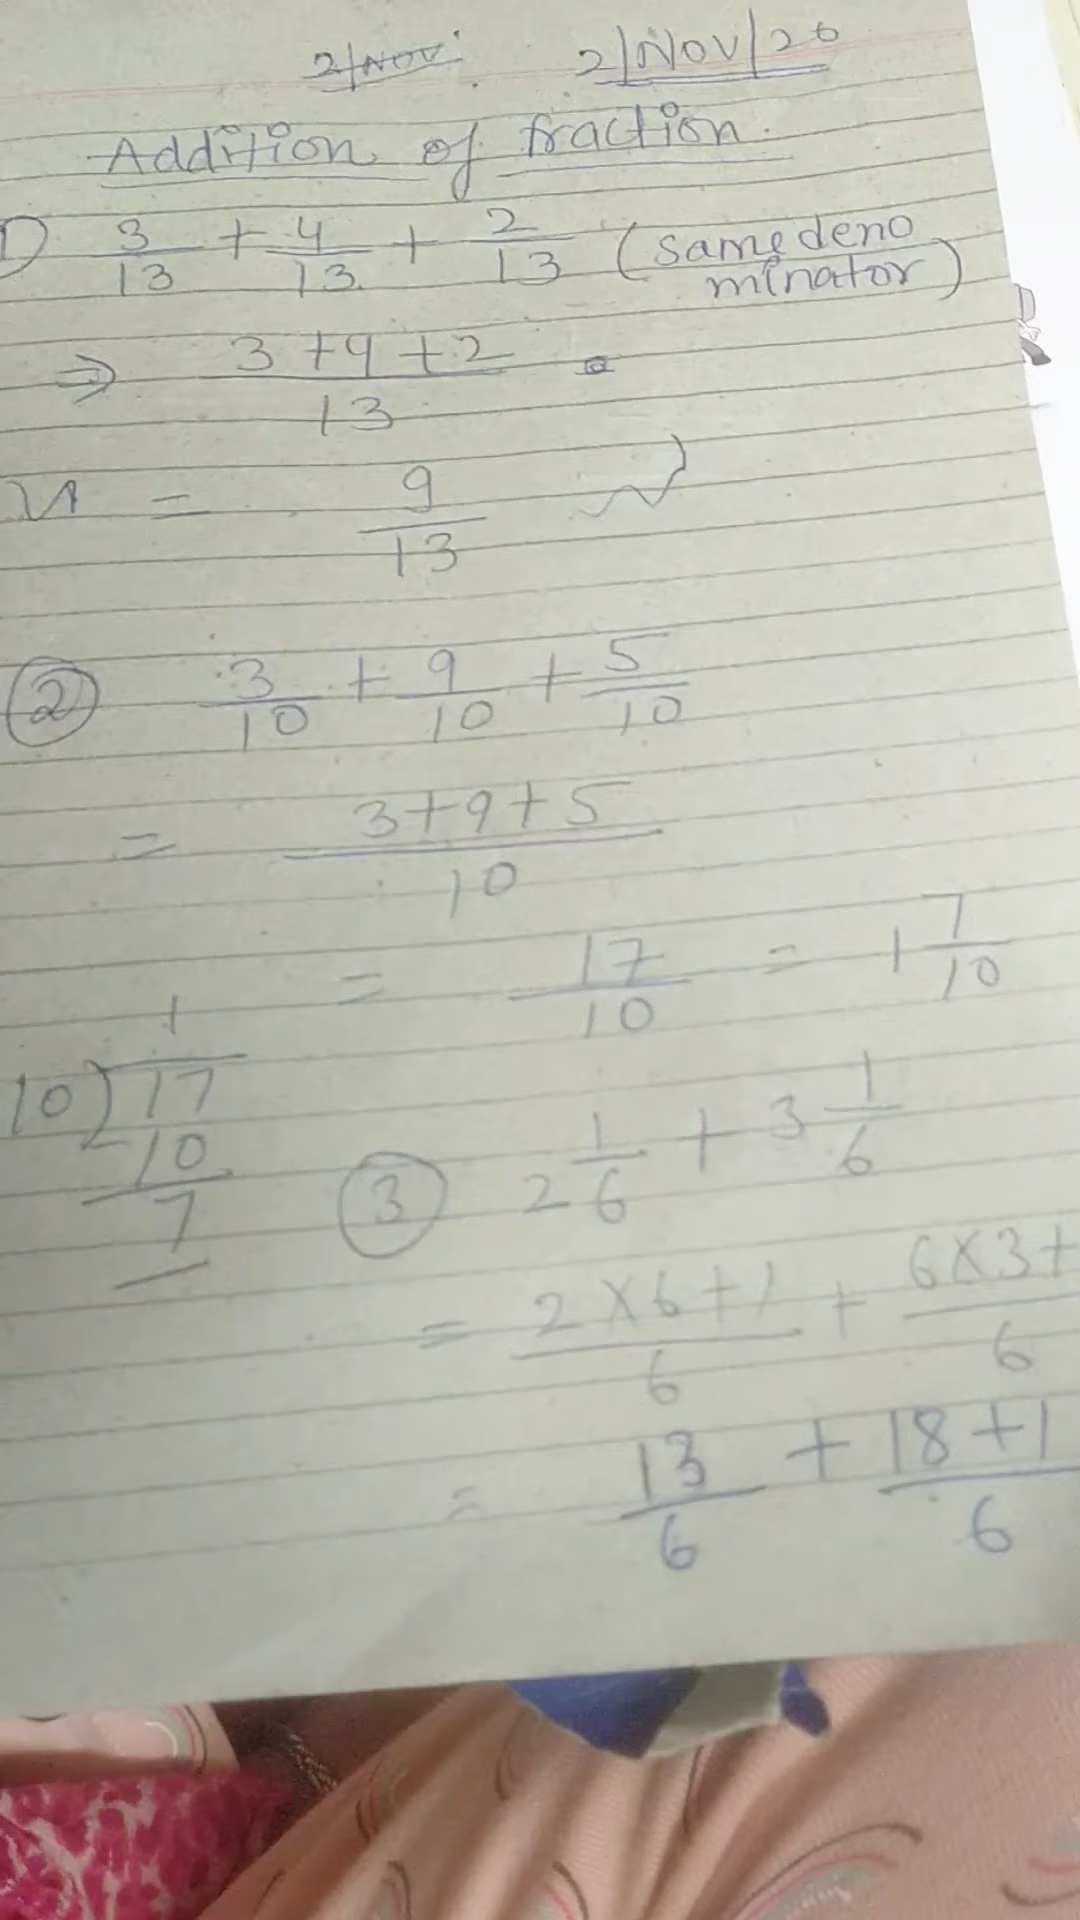 2/NOV. 2/NOV/20
Addition of fraction.
1) 3/13 + 4/13 + 2/13 (same deno
minator)
⇒ (3+4+2)/13
= 9/13
② 3/10 + 9/10 + 5/10
= (3+9+5)/10
= 17/10 = 1 7/10
1
10)17
10
7
③ 2 1/6 + 3 1/6
= (2×6+1)/6 + (6×3+)/6
= 13/6 + (18+1)/6